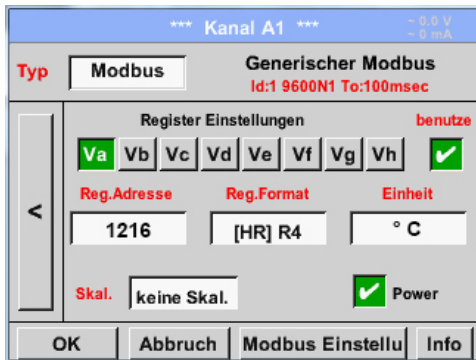 *** Kanal A1 ***
~ 0.0 V
~ 0 mA
Typ Modbus Generischer Modbus
Id:1 9600N1 To:100msec
Register Einstellungen benutze
Va Vb Vc Vd Ve Vf Vg Vh
<
Reg.Adresse Reg.Format Einheit
1216 [HR] R4 ° C
Skal. keine Skal. Power
OK Abbruch Modbus Einstellu Info